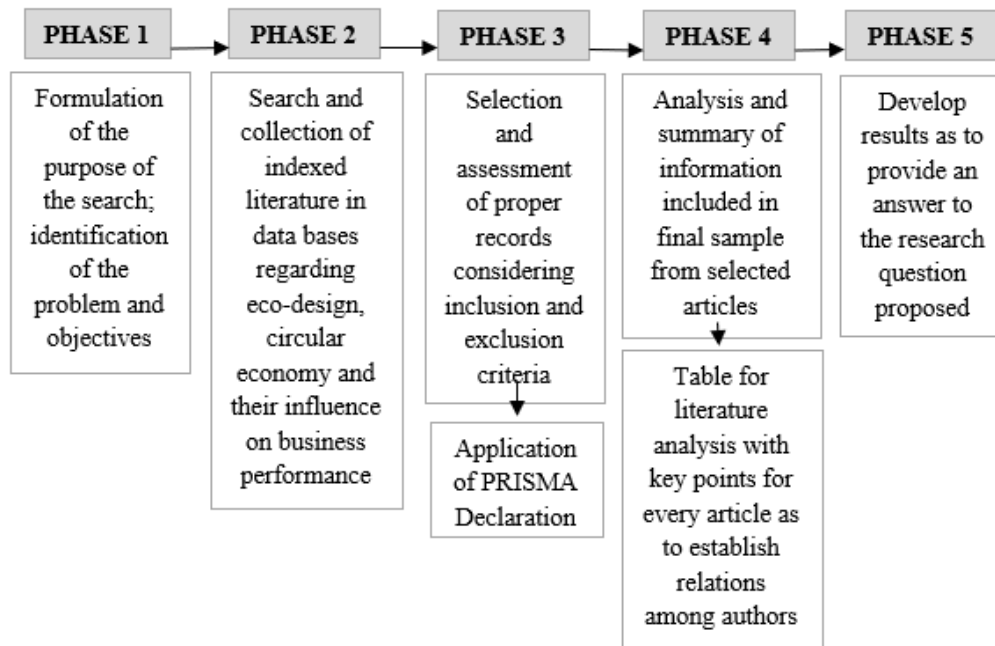 PHASE 1
Formulation
of the
purpose of
the search;
identification
of the
problem and
objectives
PHASE 2
Search and
collection of
indexed
literature in
data bases
regarding
eco-design,
circular
economy and
their influence
on business
performance
PHASE 3
Selection
and
assessment
of proper
records
considering
inclusion and
exclusion
criteria
Application
of PRISMA
Declaration
PHASE 4
Analysis and
summary of
information
included in
final sample
from selected
articles
Table for
literature
analysis with
key points for
every article as
to establish
relations
among authors
PHASE 5
Develop
results as to
provide an
answer to
the research
question
proposed